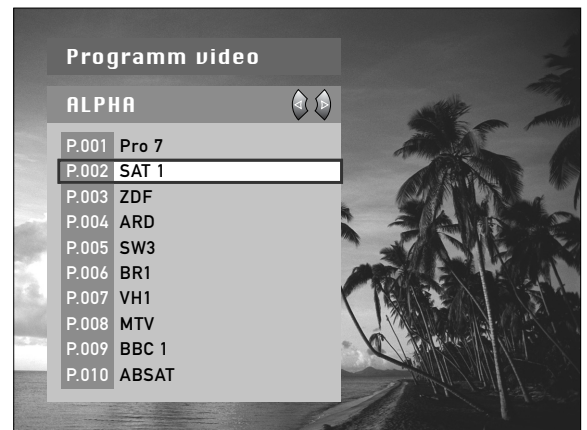 Programm video
ALPHA
P.001 Pro 7
P.002 SAT 1
P.003 ZDF
P.004 ARD
P.005 SW3
P.006 BR1
P.007 VH1
P.008 MTV
P.009 BBC 1
P.010 ABSAT